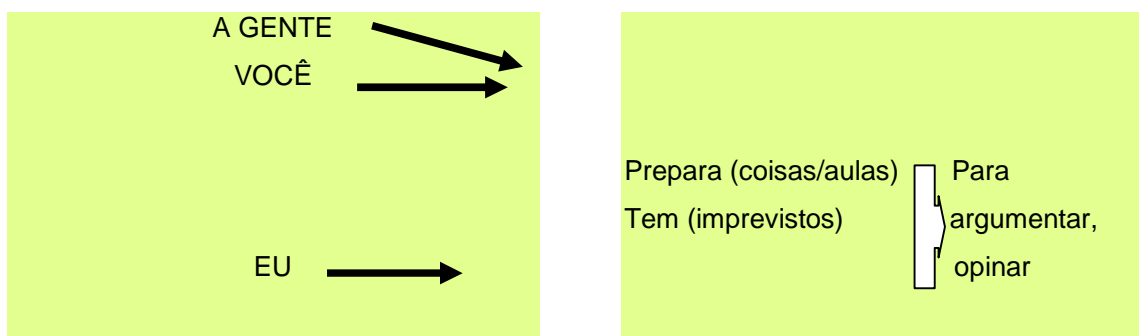 A GENTE
VOCÊ
EU
Prepara (coisas/aulas)
Tem (imprevistos)
Para
argumentar,
opinar